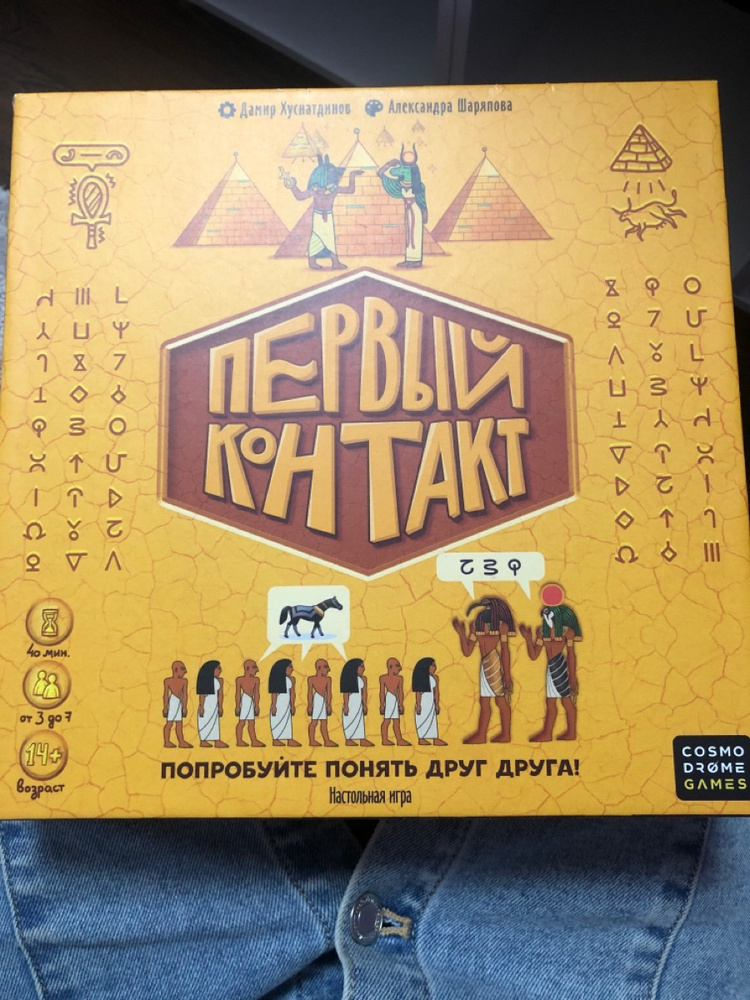 Дамир Хуснатдинов Александра Шаряпова
ПЕРВЫЙ
КОНТАКТ
40 мин.
от 3 до 7
14+
возраст
ПОПРОБУЙТЕ ПОНЯТЬ ДРУГ ДРУГА!
Настольная игра
COSMO
DRØME
GAMES